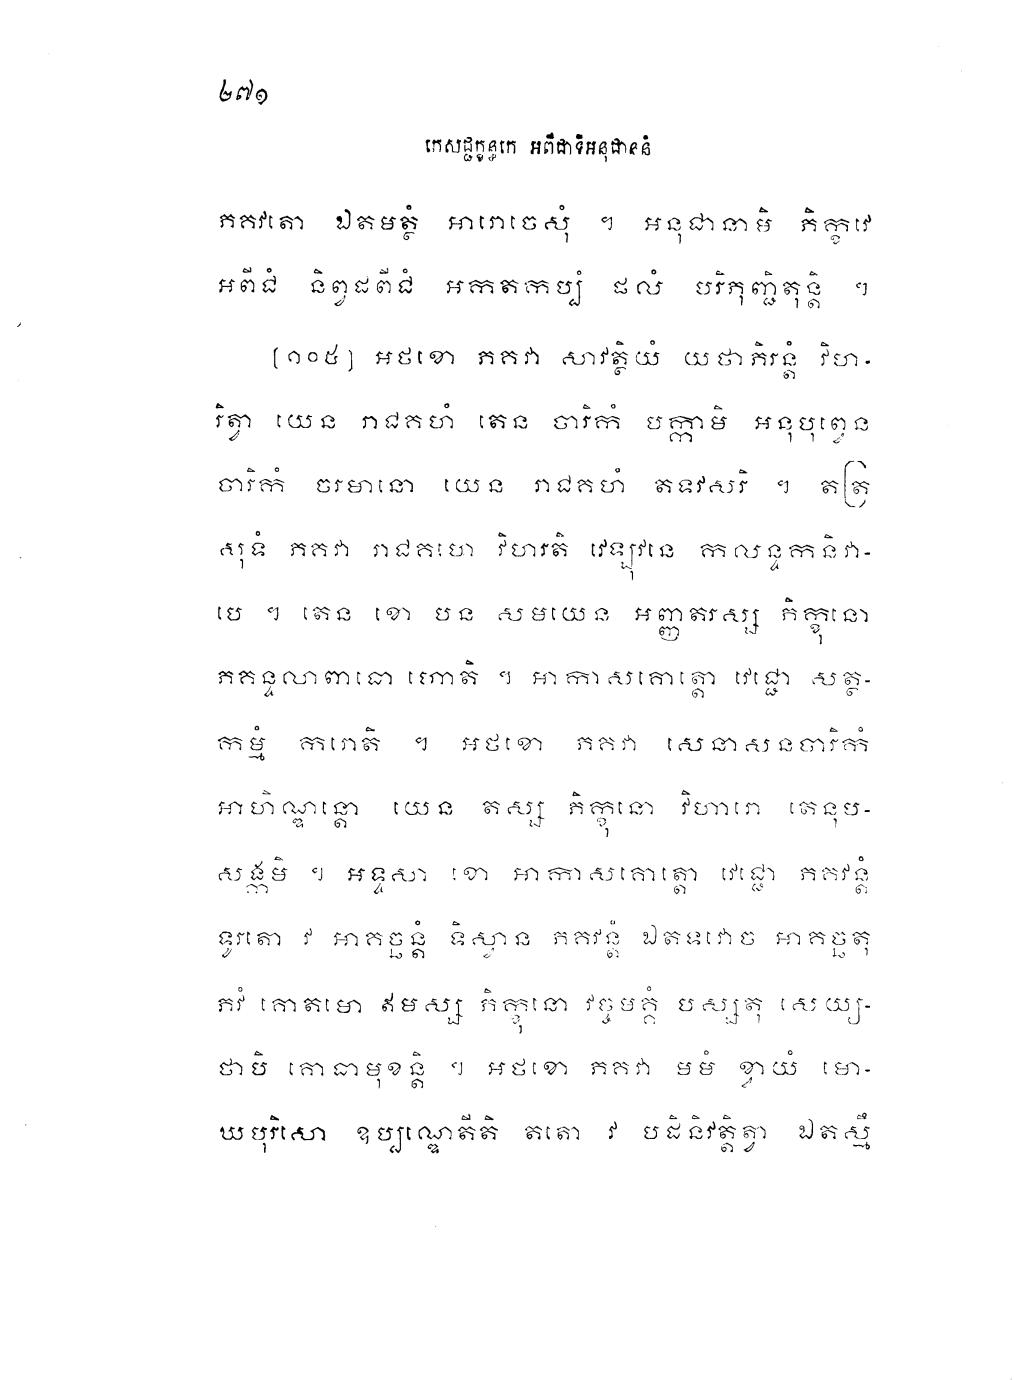 ២៧១
ភេសជ្ជក្ខន្ធកេ អពីជាទិអនុជាននំ
ភគវតោ ឯតមត្ថំ អារោចេសុំ ។ អនុជានាមិ ភិក្ខវេ
អពីជំ និព្វដពីជំ អកតកប្បំ ផលំ បរិភុញ្ជិតុន្តិ ។
[១០៥] អថខោ ភគវា សាវត្ថិយំ យថាភិរន្តំ វិហ-
រិត្វា យេន រាជគហំ តេន ចារិកំ បក្កាមិ អនុបុព្វេន
ចារិកំ ចរមានោ យេន រាជគហំ តទវសរិ ។ តត្រ
សុទំ ភគវា រាជគហេ វិហរតិ វេឡុវនេ កលន្ទកនិវា-
បេ ។ តេន ខោ បន សមយេន អញ្ញតរស្ស ភិក្ខុនោ
ភគន្ទលាពាធោ ហោតិ ។ អាកាសគោត្តោ វេជ្ជោ សត្ថ-
កម្មំ ករោតិ ។ អថខោ ភគវា សេនាសនចារិកំ
អាហិណ្ឌន្តោ យេន តស្ស ភិក្ខុនោ វិហារោ តេនុប-
សង្កមិ ។ អទ្ទសា ខោ អាកាសគោត្តោ វេជ្ជោ ភគវន្តំ
ទូរតោ វ អាគច្ឆន្តំ ទិស្វាន ភគវន្តំ ឯតទវោច អាគច្ឆតុ
ភវំ គោតមោ ឥមស្ស ភិក្ខុនោ វច្ចមគ្គំ បស្សតុ សេយ្យ-
ថាបិ គោធាមុខន្តិ ។ អថខោ ភគវា មមំ ខ្វាយំ មោ-
ឃបុរិសោ ឧប្បណ្ឌេតីតិ តតោ វ បដិនិវត្តិត្វា ឯតស្មឹ